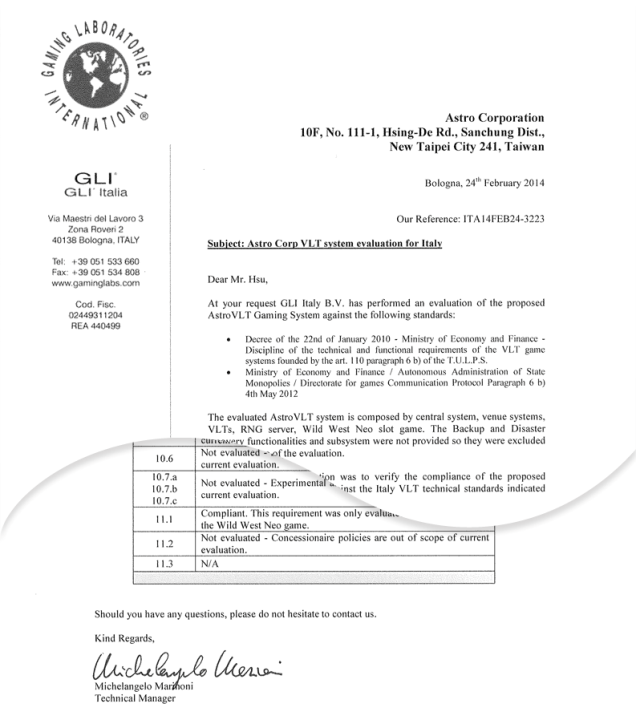 GAMING LABORATORIES
INTERNATIONAL®
Astro Corporation
10F, No. 111-1, Hsing-De Rd., Sanchung Dist.,
New Taipei City 241, Taiwan
GLI®
GLI® Italia
Bologna, 24th February 2014
Via Maestri del Lavoro 3
Zona Roveri 2
40138 Bologna, ITALY
Our Reference: ITA14FEB24-3223
Subject: Astro Corp VLT system evaluation for Italy
Tel: +39 051 533 660
Fax: +39 051 534 808
www.gaminglabs.com
Cod. Fisc.
02449311204
REA 440499
Dear Mr. Hsu,
At your request GLI Italy B.V. has performed an evaluation of the proposed
AstroVLT Gaming System against the following standards:
• Decree of the 22nd of January 2010 - Ministry of Economy and Finance -
Discipline of the technical and functional requirements of the VLT game
systems founded by the art. 110 paragraph 6 b) of the T.U.L.P.S.
• Ministry of Economy and Finance / Autonomous Administration of State
Monopolies / Directorate for games Communication Protocol Paragraph 6 b)
4th May 2012
The evaluated AstroVLT system is composed by central system, venue systems,
VLTs, RNG server, Wild West Neo slot game. The Backup and Disaster
functionalities and subsystem were not provided so they were excluded
of the evaluation.
10.6 Not evaluated -
current evaluation.
was to verify the compliance of the proposed
the Italy VLT technical standards indicated
10.7.a
10.7.b
10.7.c
Not evaluated - Experimental
current evaluation.
11.1 Compliant. This requirement was only
the Wild West Neo game.
11.2 Not evaluated - Concessionaire policies are out of scope of current
evaluation.
11.3 N/A
Should you have any questions, please do not hesitate to contact us.
Kind Regards,
Michelangelo
Technical Manager